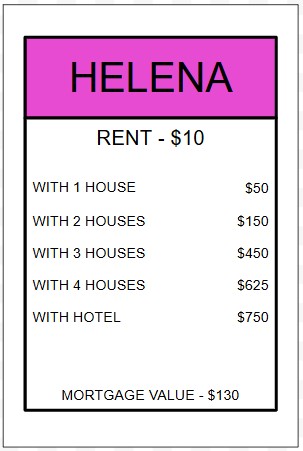 HELENA
RENT - $10
WITH 1 HOUSE $50
WITH 2 HOUSES $150
WITH 3 HOUSES $450
WITH 4 HOUSES $625
WITH HOTEL $750
MORTGAGE VALUE - $130